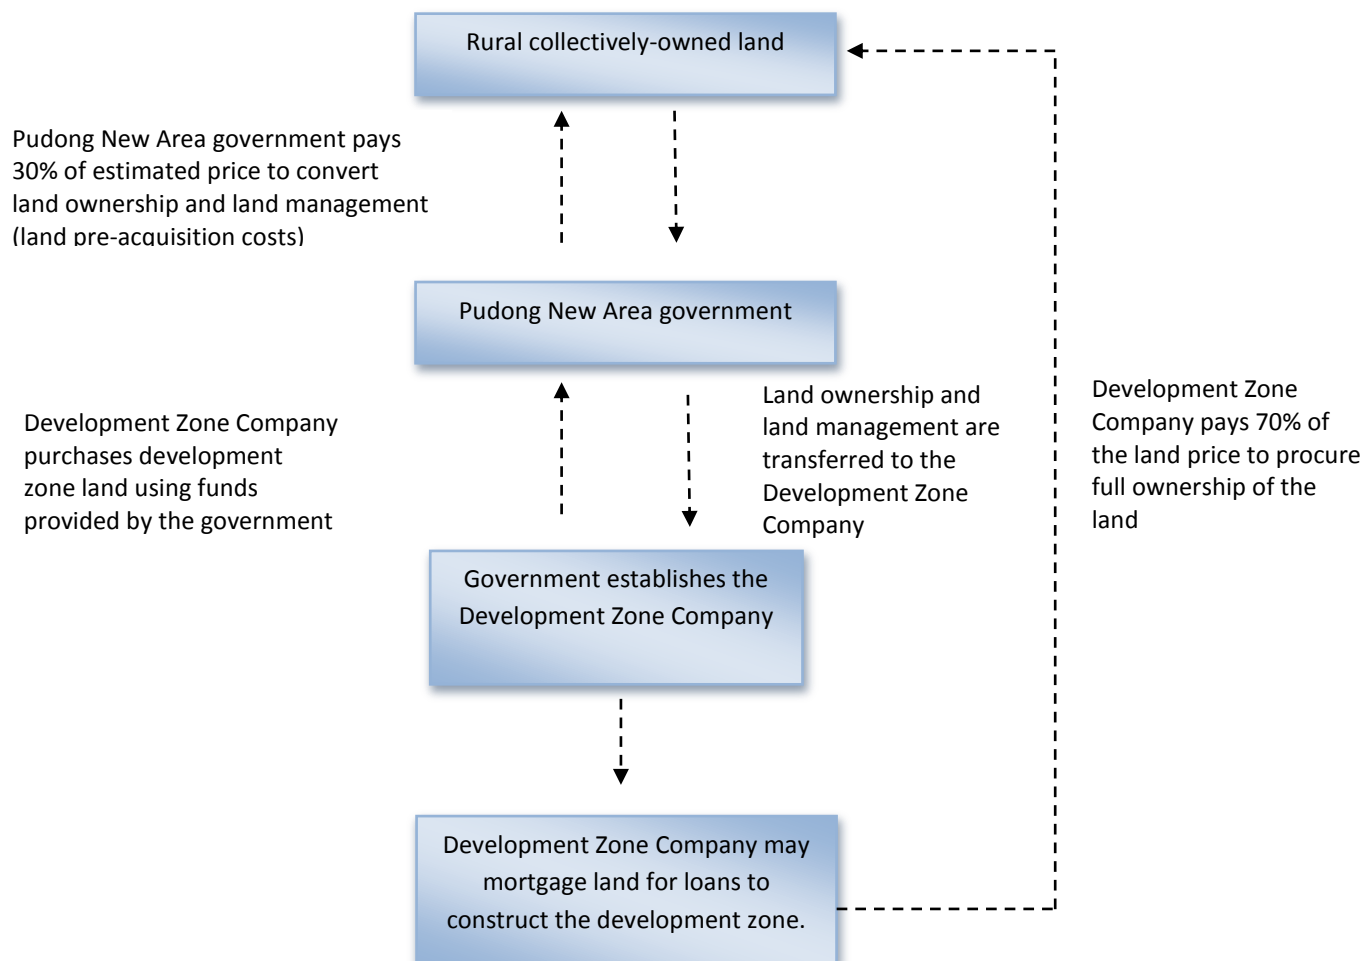 Rural collectively-owned land
Pudong New Area government pays
30% of estimated price to convert
land ownership and land management
(land pre-acquisition costs)
Pudong New Area government
Development Zone Company
purchases development
zone land using funds
provided by the government
Land ownership and
land management are
transferred to the
Development Zone
Company
Development Zone
Company pays 70% of
the land price to procure
full ownership of the
land
Government establishes the
Development Zone Company
Development Zone Company may
mortgage land for loans to
construct the development zone.